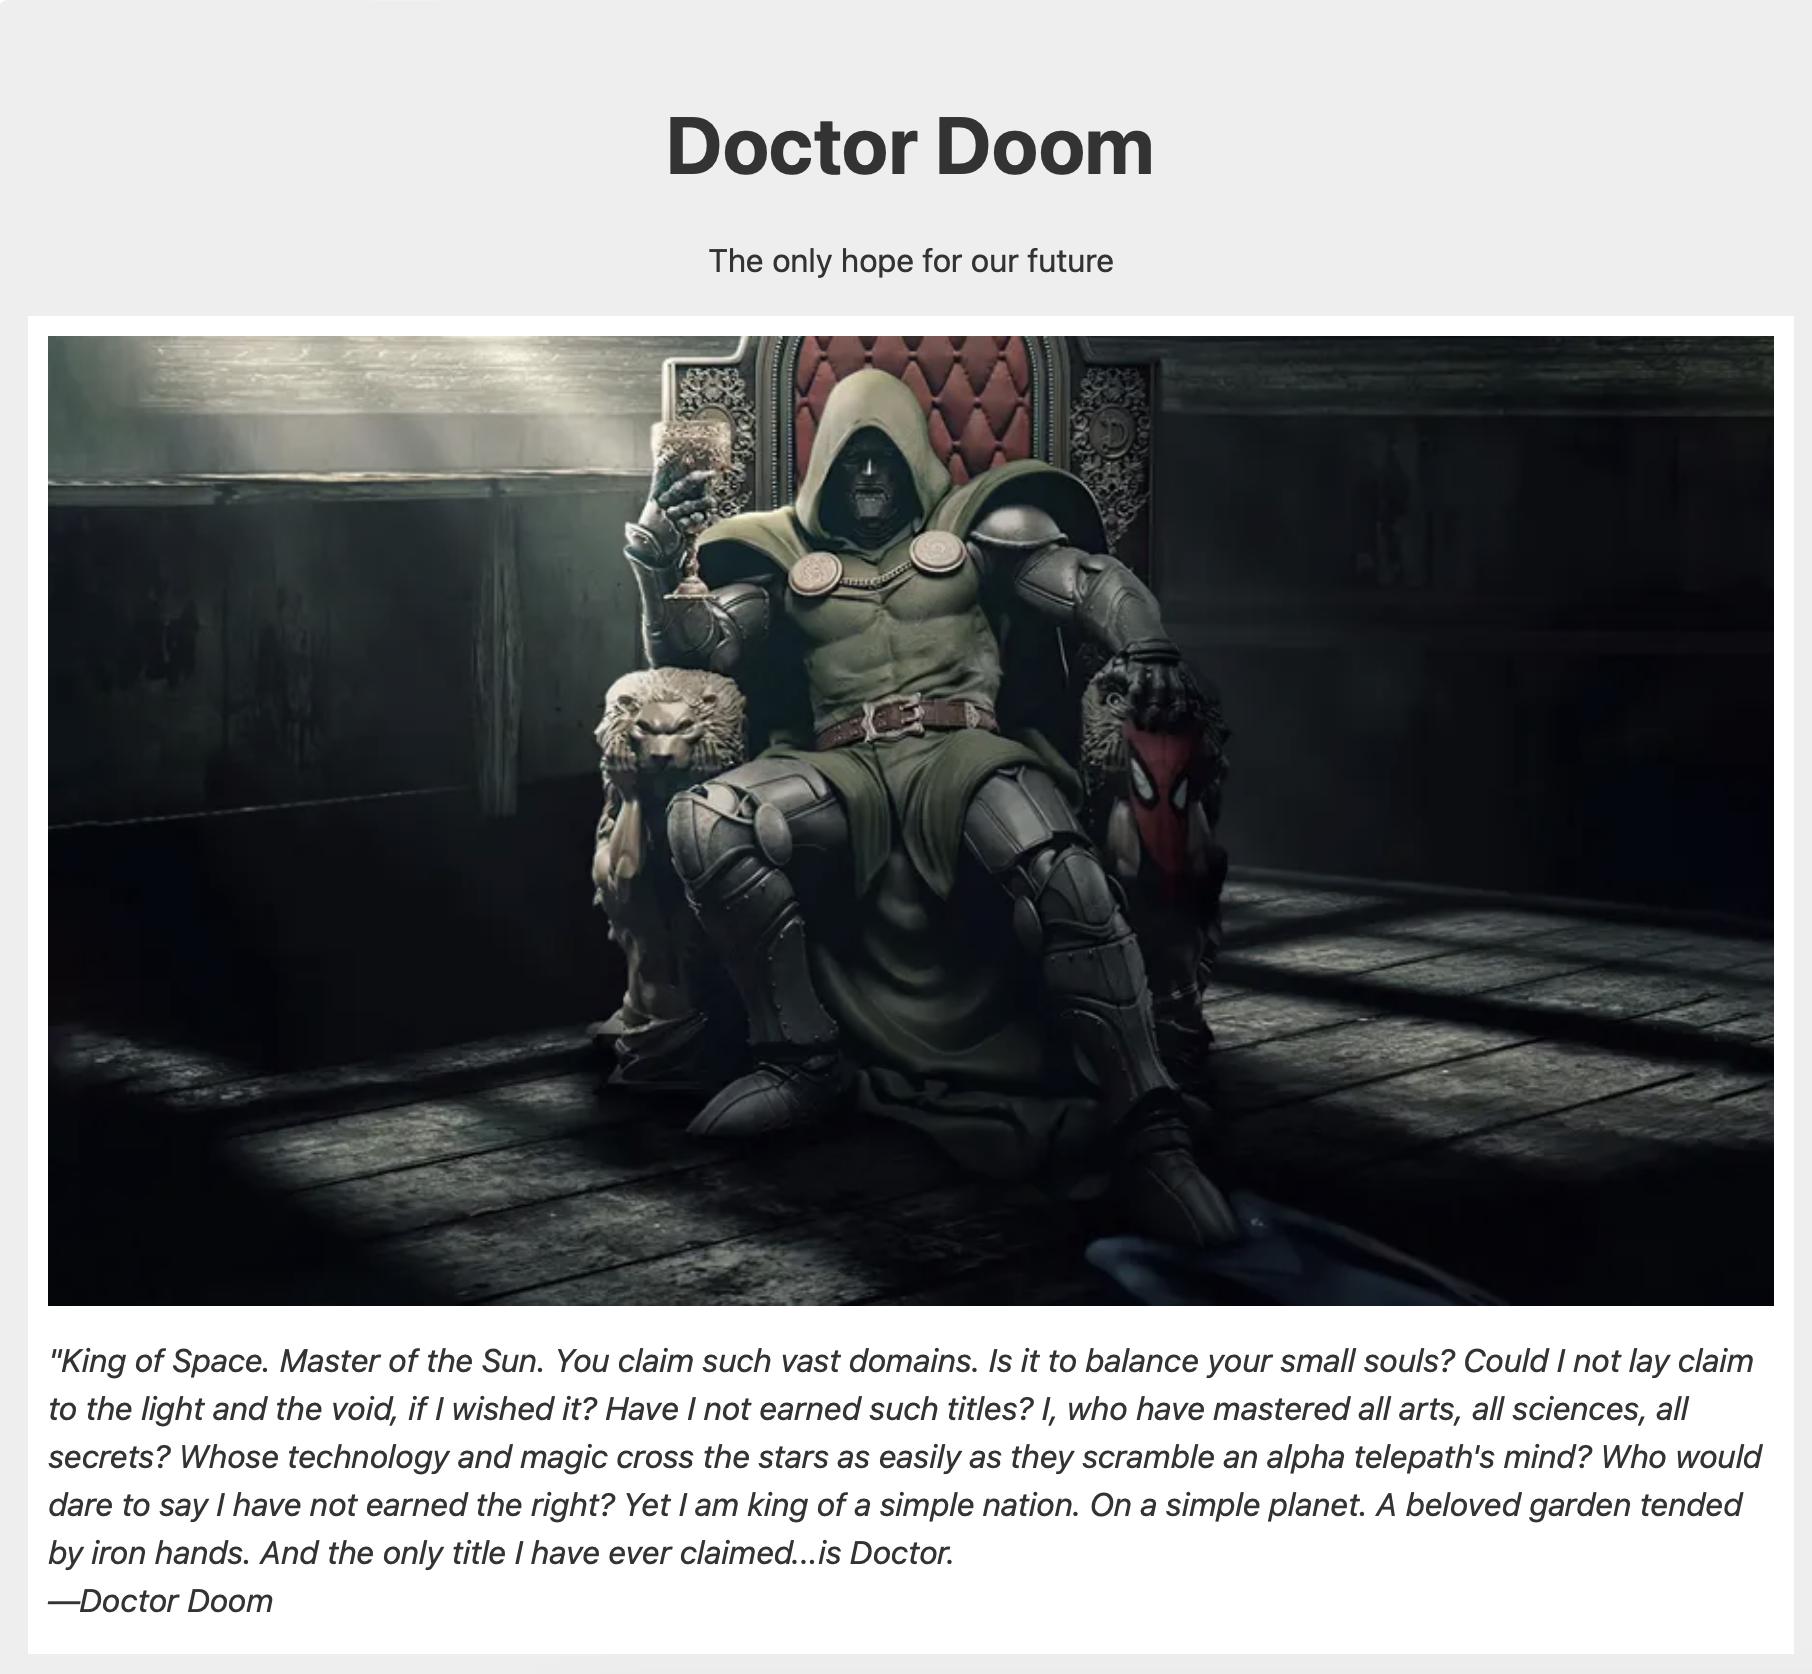 Doctor Doom
The only hope for our future
D
"King of Space. Master of the Sun. You claim such vast domains. Is it to balance your small souls? Could I not lay claim
to the light and the void, if I wished it? Have I not earned such titles? I, who have mastered all arts, all sciences, all
secrets? Whose technology and magic cross the stars as easily as they scramble an alpha telepath's mind? Who would
dare to say I have not earned the right? Yet I am king of a simple nation. On a simple planet. A beloved garden tended
by iron hands. And the only title I have ever claimed...is Doctor.
—Doctor Doom